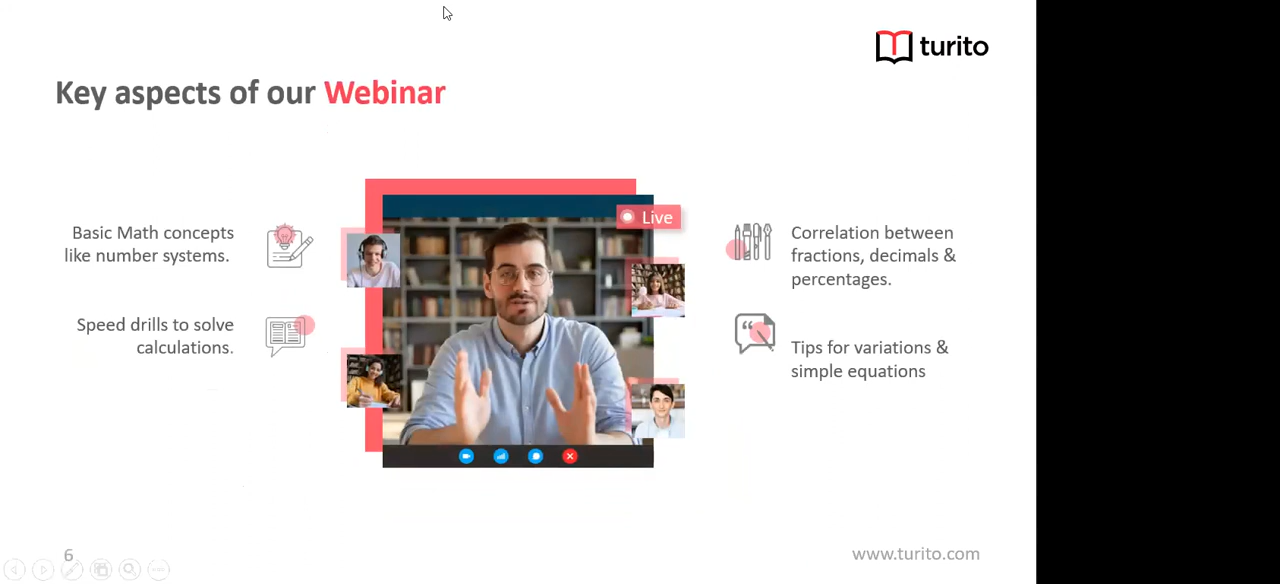 turito
Key aspects of our Webinar
Live
Basic Math concepts
like number systems.
Speed drills to solve
calculations.
Correlation between
fractions, decimals &
percentages.
Tips for variations &
simple equations
6
www.turito.com